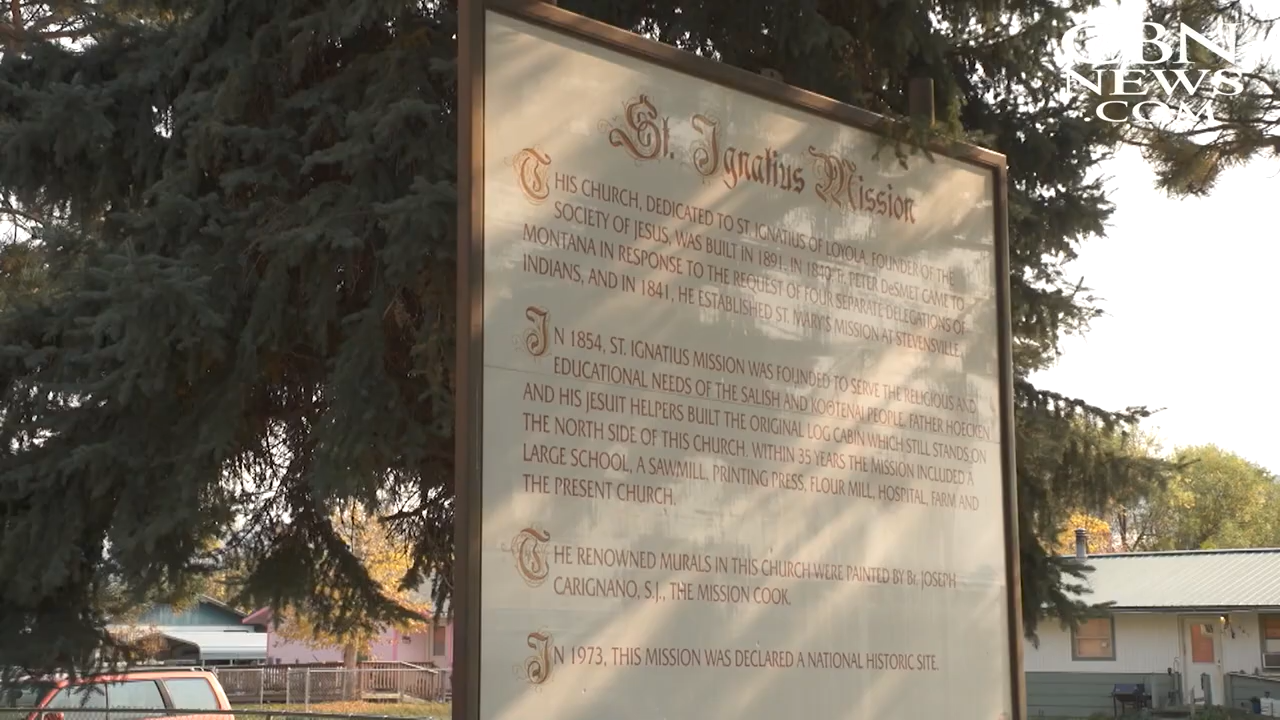 CBN
NEWS
.COM
St. Ignatius Mission
THIS CHURCH, DEDICATED TO ST. IGNATIUS OF LOYOLA, FOUNDER OF THE
SOCIETY OF JESUS, WAS BUILT IN 1891. IN 1840, Fr. PETER DeSMET CAME TO
MONTANA IN RESPONSE TO THE REQUEST OF FOUR SEPARATE DELEGATIONS OF
INDIANS, AND IN 1841, HE ESTABLISHED ST. MARY'S MISSION AT STEVENSVILLE.
IN 1854, ST. IGNATIUS MISSION WAS FOUNDED TO SERVE THE RELIGIOUS AND
EDUCATIONAL NEEDS OF THE SALISH AND KOOTENAI PEOPLE. FATHER HOECKEN
AND HIS JESUIT HELPERS BUILT THE ORIGINAL LOG CABIN WHICH STILL STANDS ON
THE NORTH SIDE OF THIS CHURCH. WITHIN 35 YEARS THE MISSION INCLUDED A
LARGE SCHOOL, A SAWMILL, PRINTING PRESS, FLOUR MILL, HOSPITAL, FARM AND
THE PRESENT CHURCH.
THE RENOWNED MURALS IN THIS CHURCH WERE PAINTED BY Br. JOSEPH
CARIGNANO, S.J., THE MISSION COOK.
IN 1973, THIS MISSION WAS DECLARED A NATIONAL HISTORIC SITE.